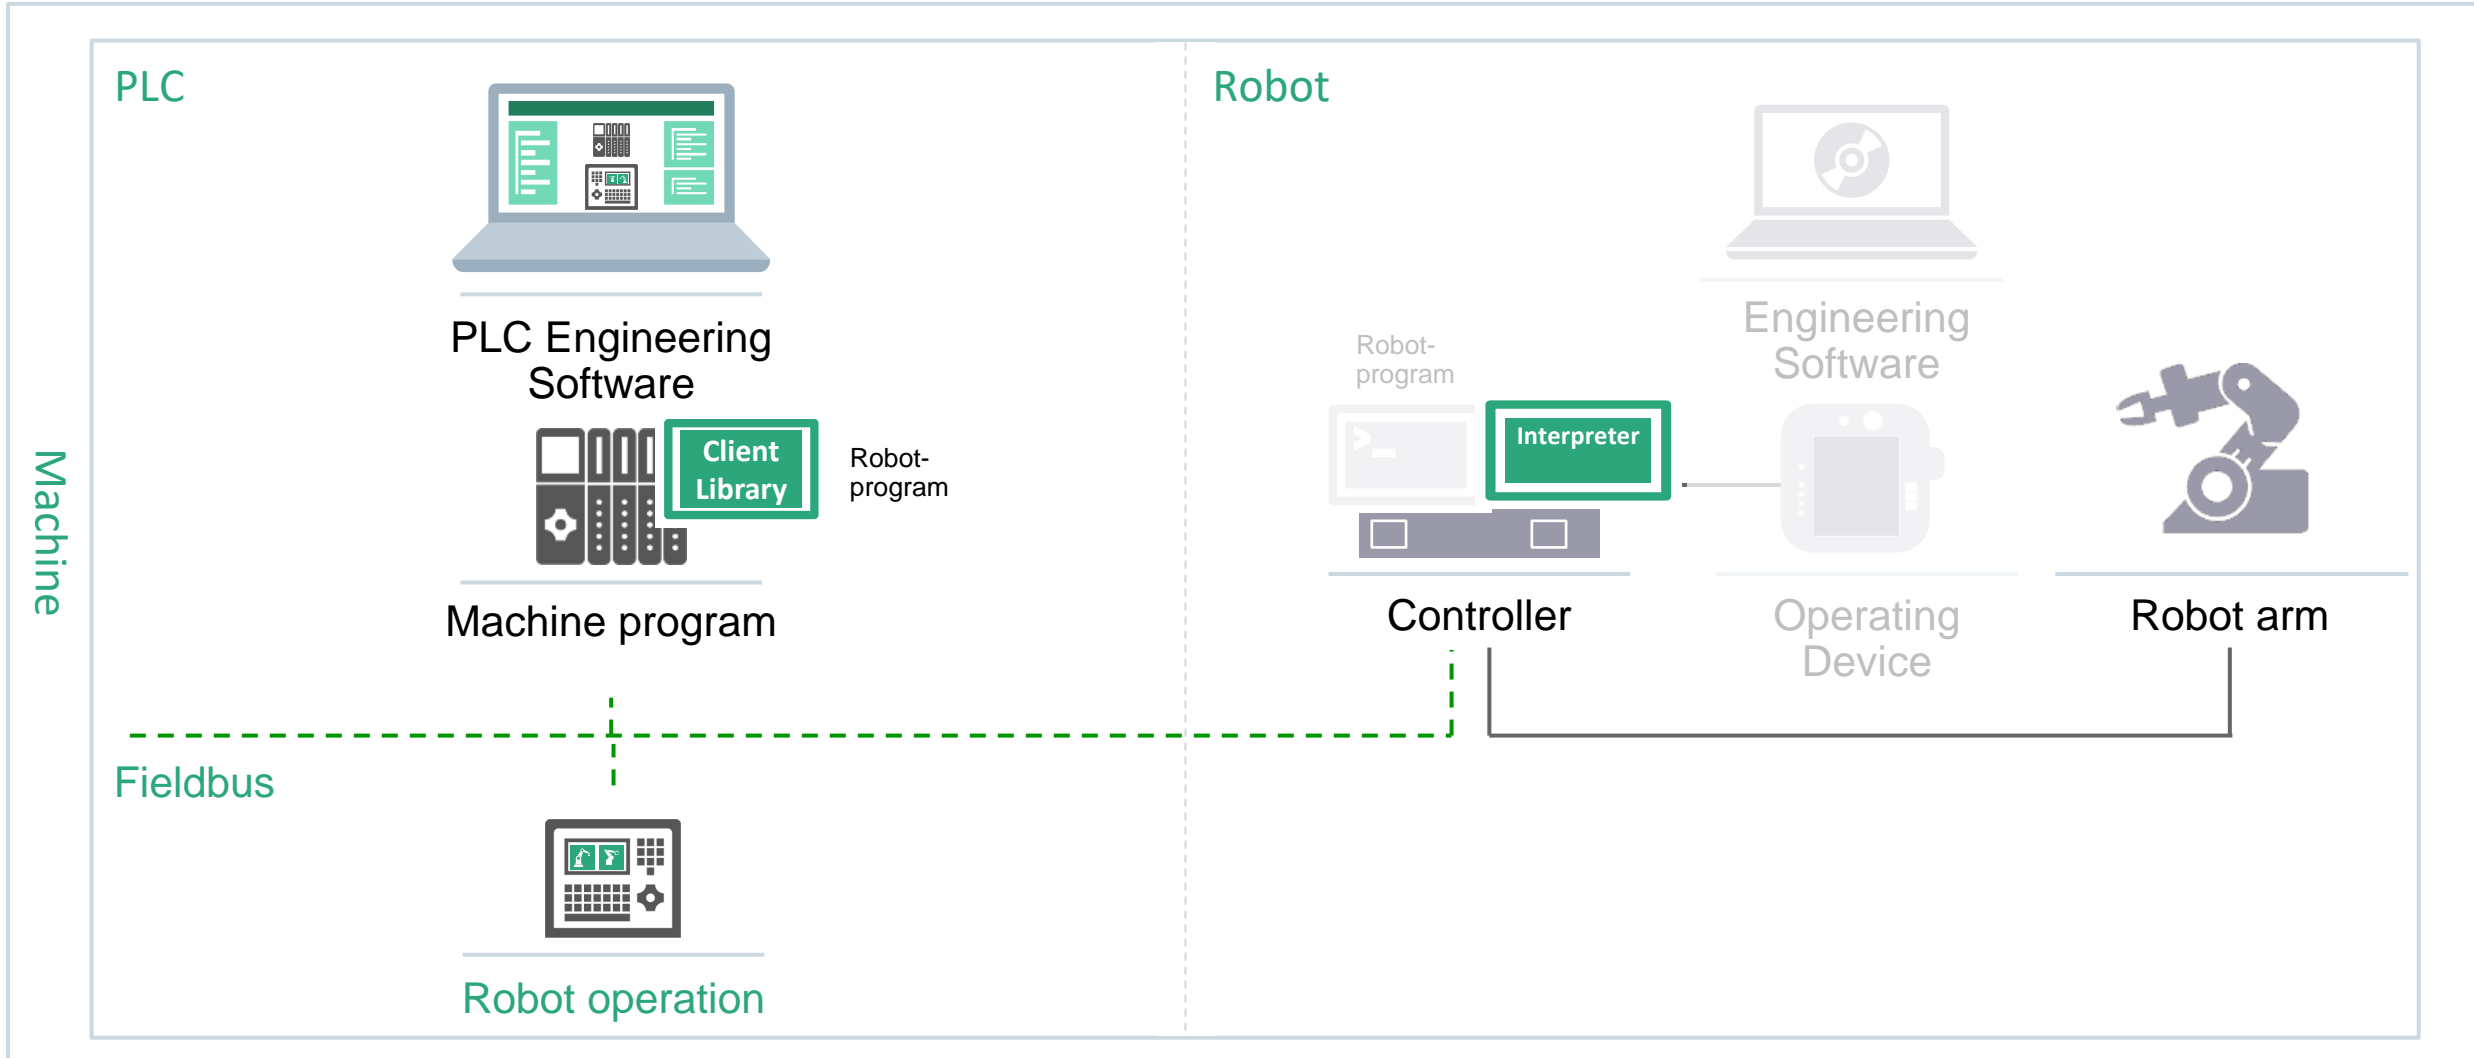 PLC
Robot
PLC Engineering
Software
Engineering
Software
Robot-
program
Client
Library
Robot-
program
>_
Interpreter
Machine
Machine program
Controller
Operating
Device
Robot arm
Fieldbus
Robot operation